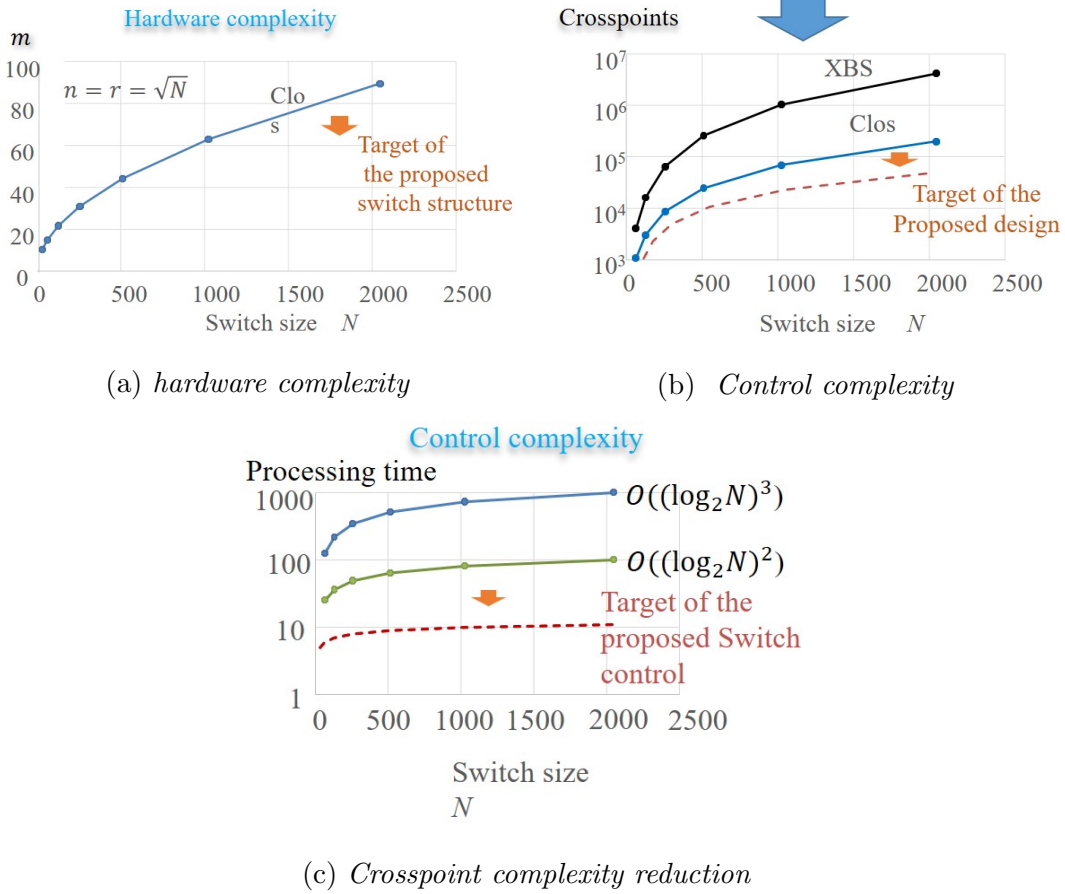 Hardware complexity
m
100
80
60
40
20
0
n = r = √N
Clo
s
Target of
the proposed
switch structure
0 500 1000 1500 2000 2500
Switch size N
(a) hardware complexity
Crosspoints
10⁷
10⁶
10⁵
10⁴
10³
XBS
Clos
Target of the
Proposed design
0 500 1000 1500 2000 2500
Switch size N
(b) Control complexity
Control complexity
Processing time
1000
100
10
1
O((log₂N)³)
O((log₂N)²)
Target of the
proposed Switch
control
0 500 1000 1500 2000 2500
Switch size
N
(c) Crosspoint complexity reduction